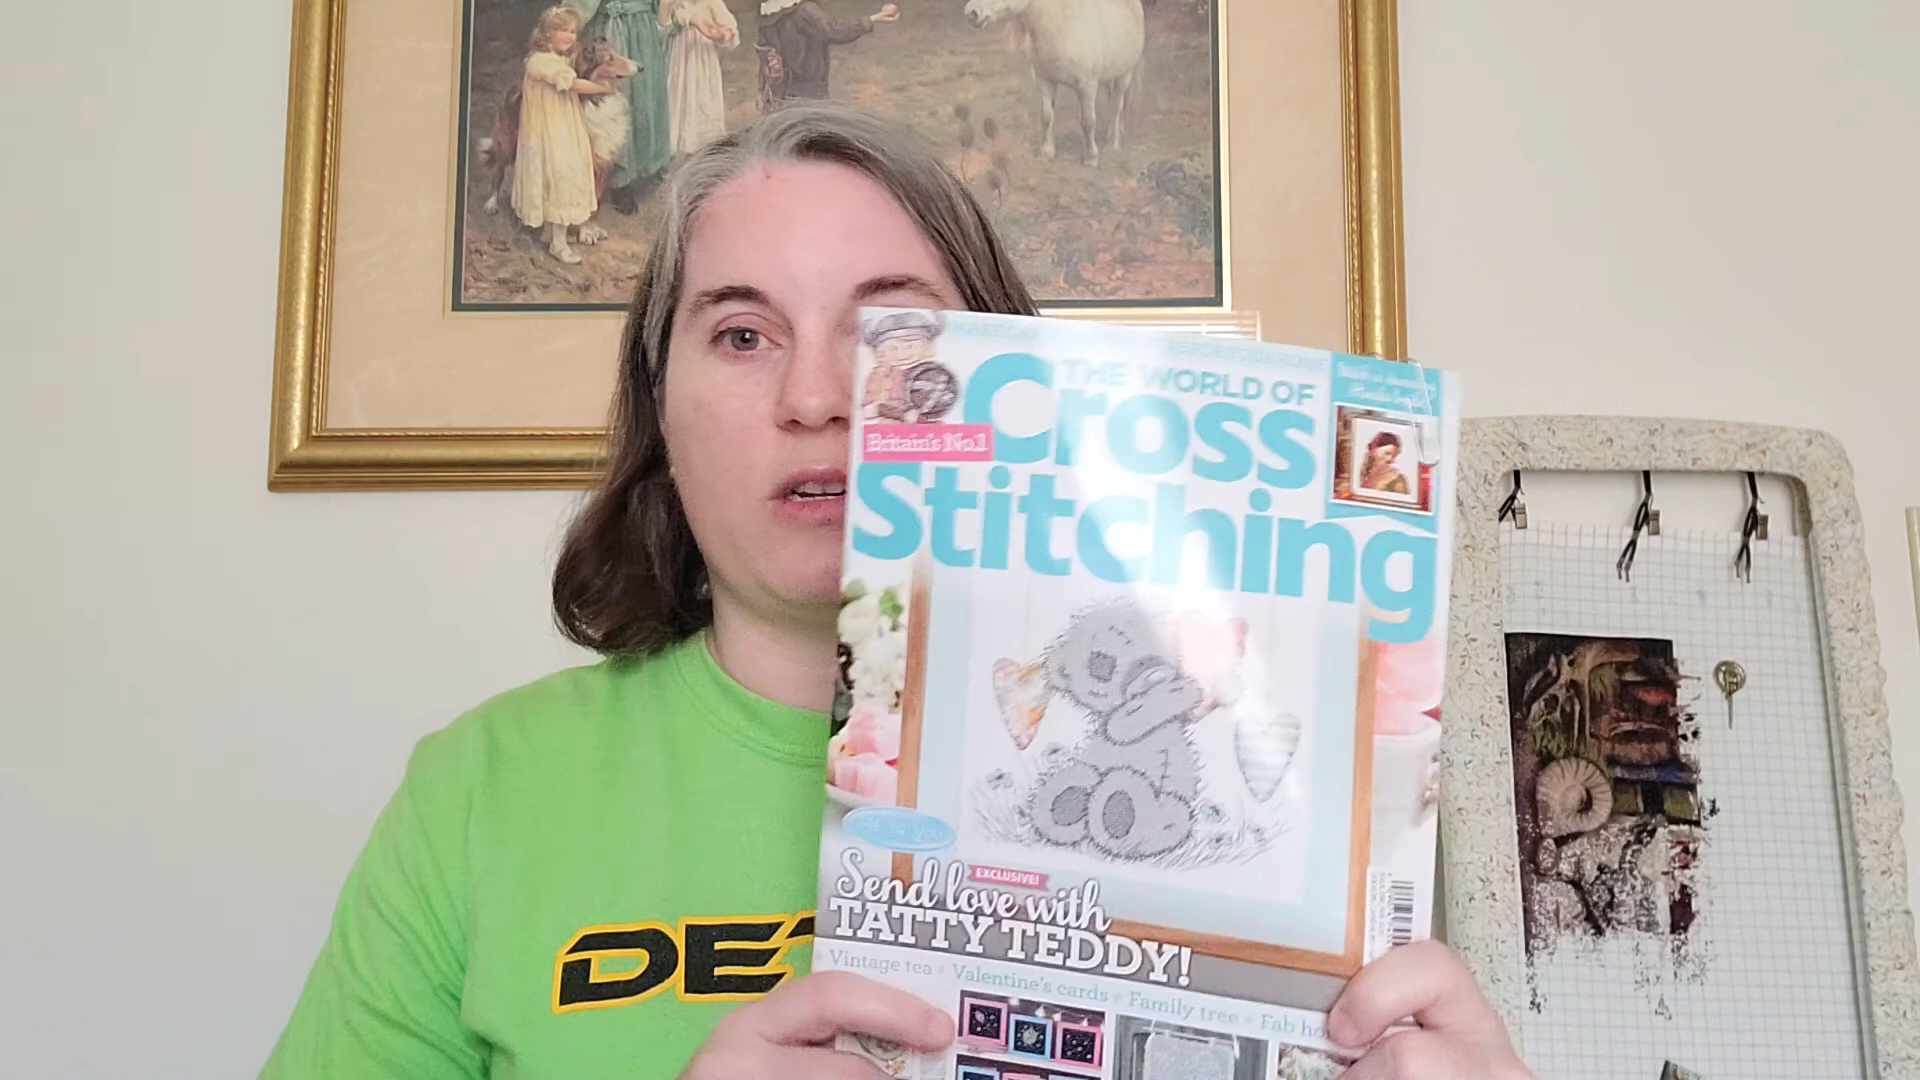 THE WORLD OF
Cross
Stitching
Britain's No.1
EXCLUSIVE!
Send love with
TATTY TEDDY!
Vintage tea • Valentine's cards • Family tree • Fab
DE